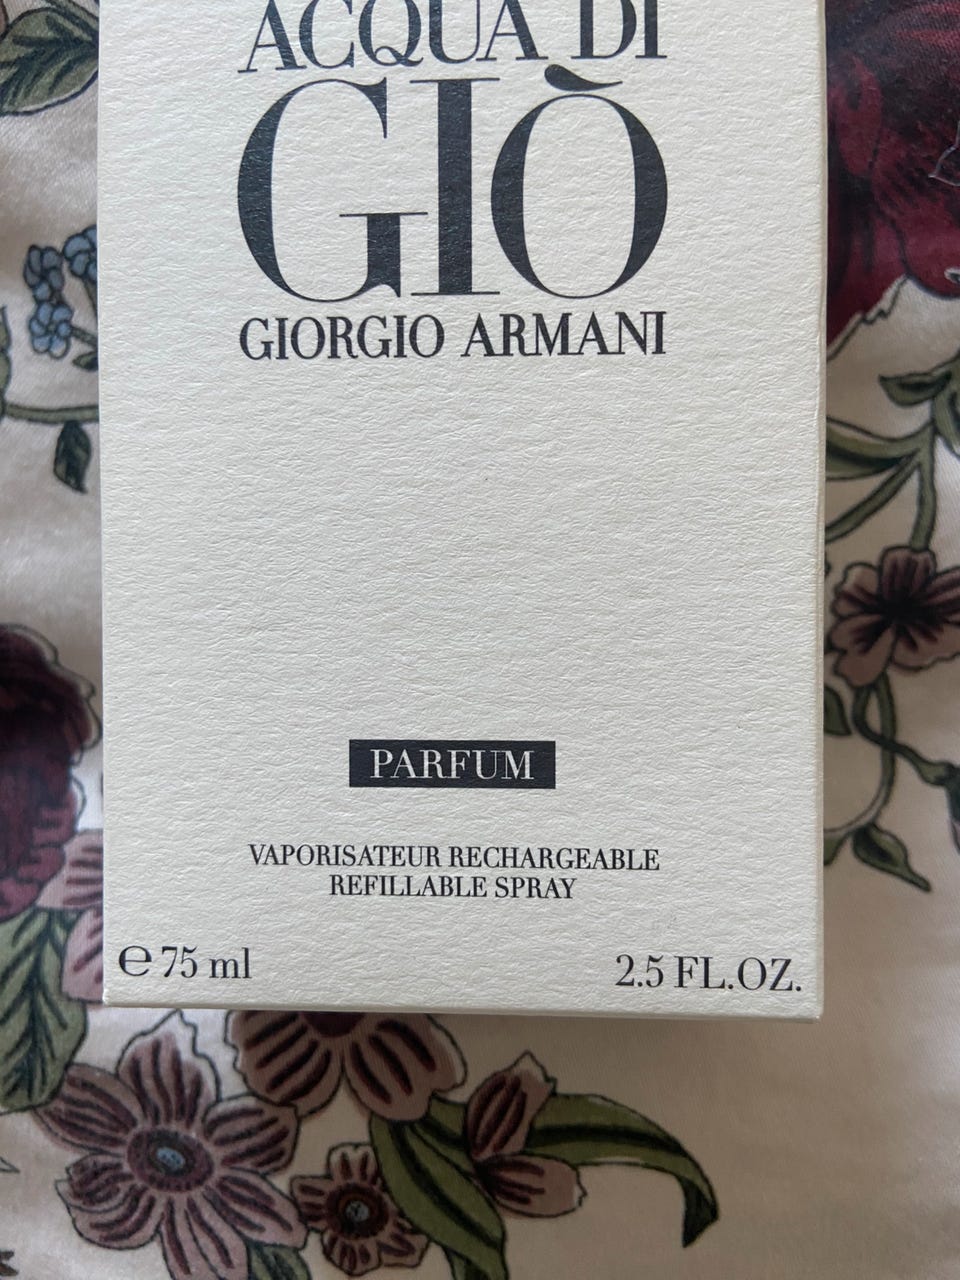 ACQUA DI
GIÒ
GIORGIO ARMANI
PARFUM
VAPORISATEUR RECHARGEABLE
REFILLABLE SPRAY
℮ 75 ml
2.5 FL.OZ.